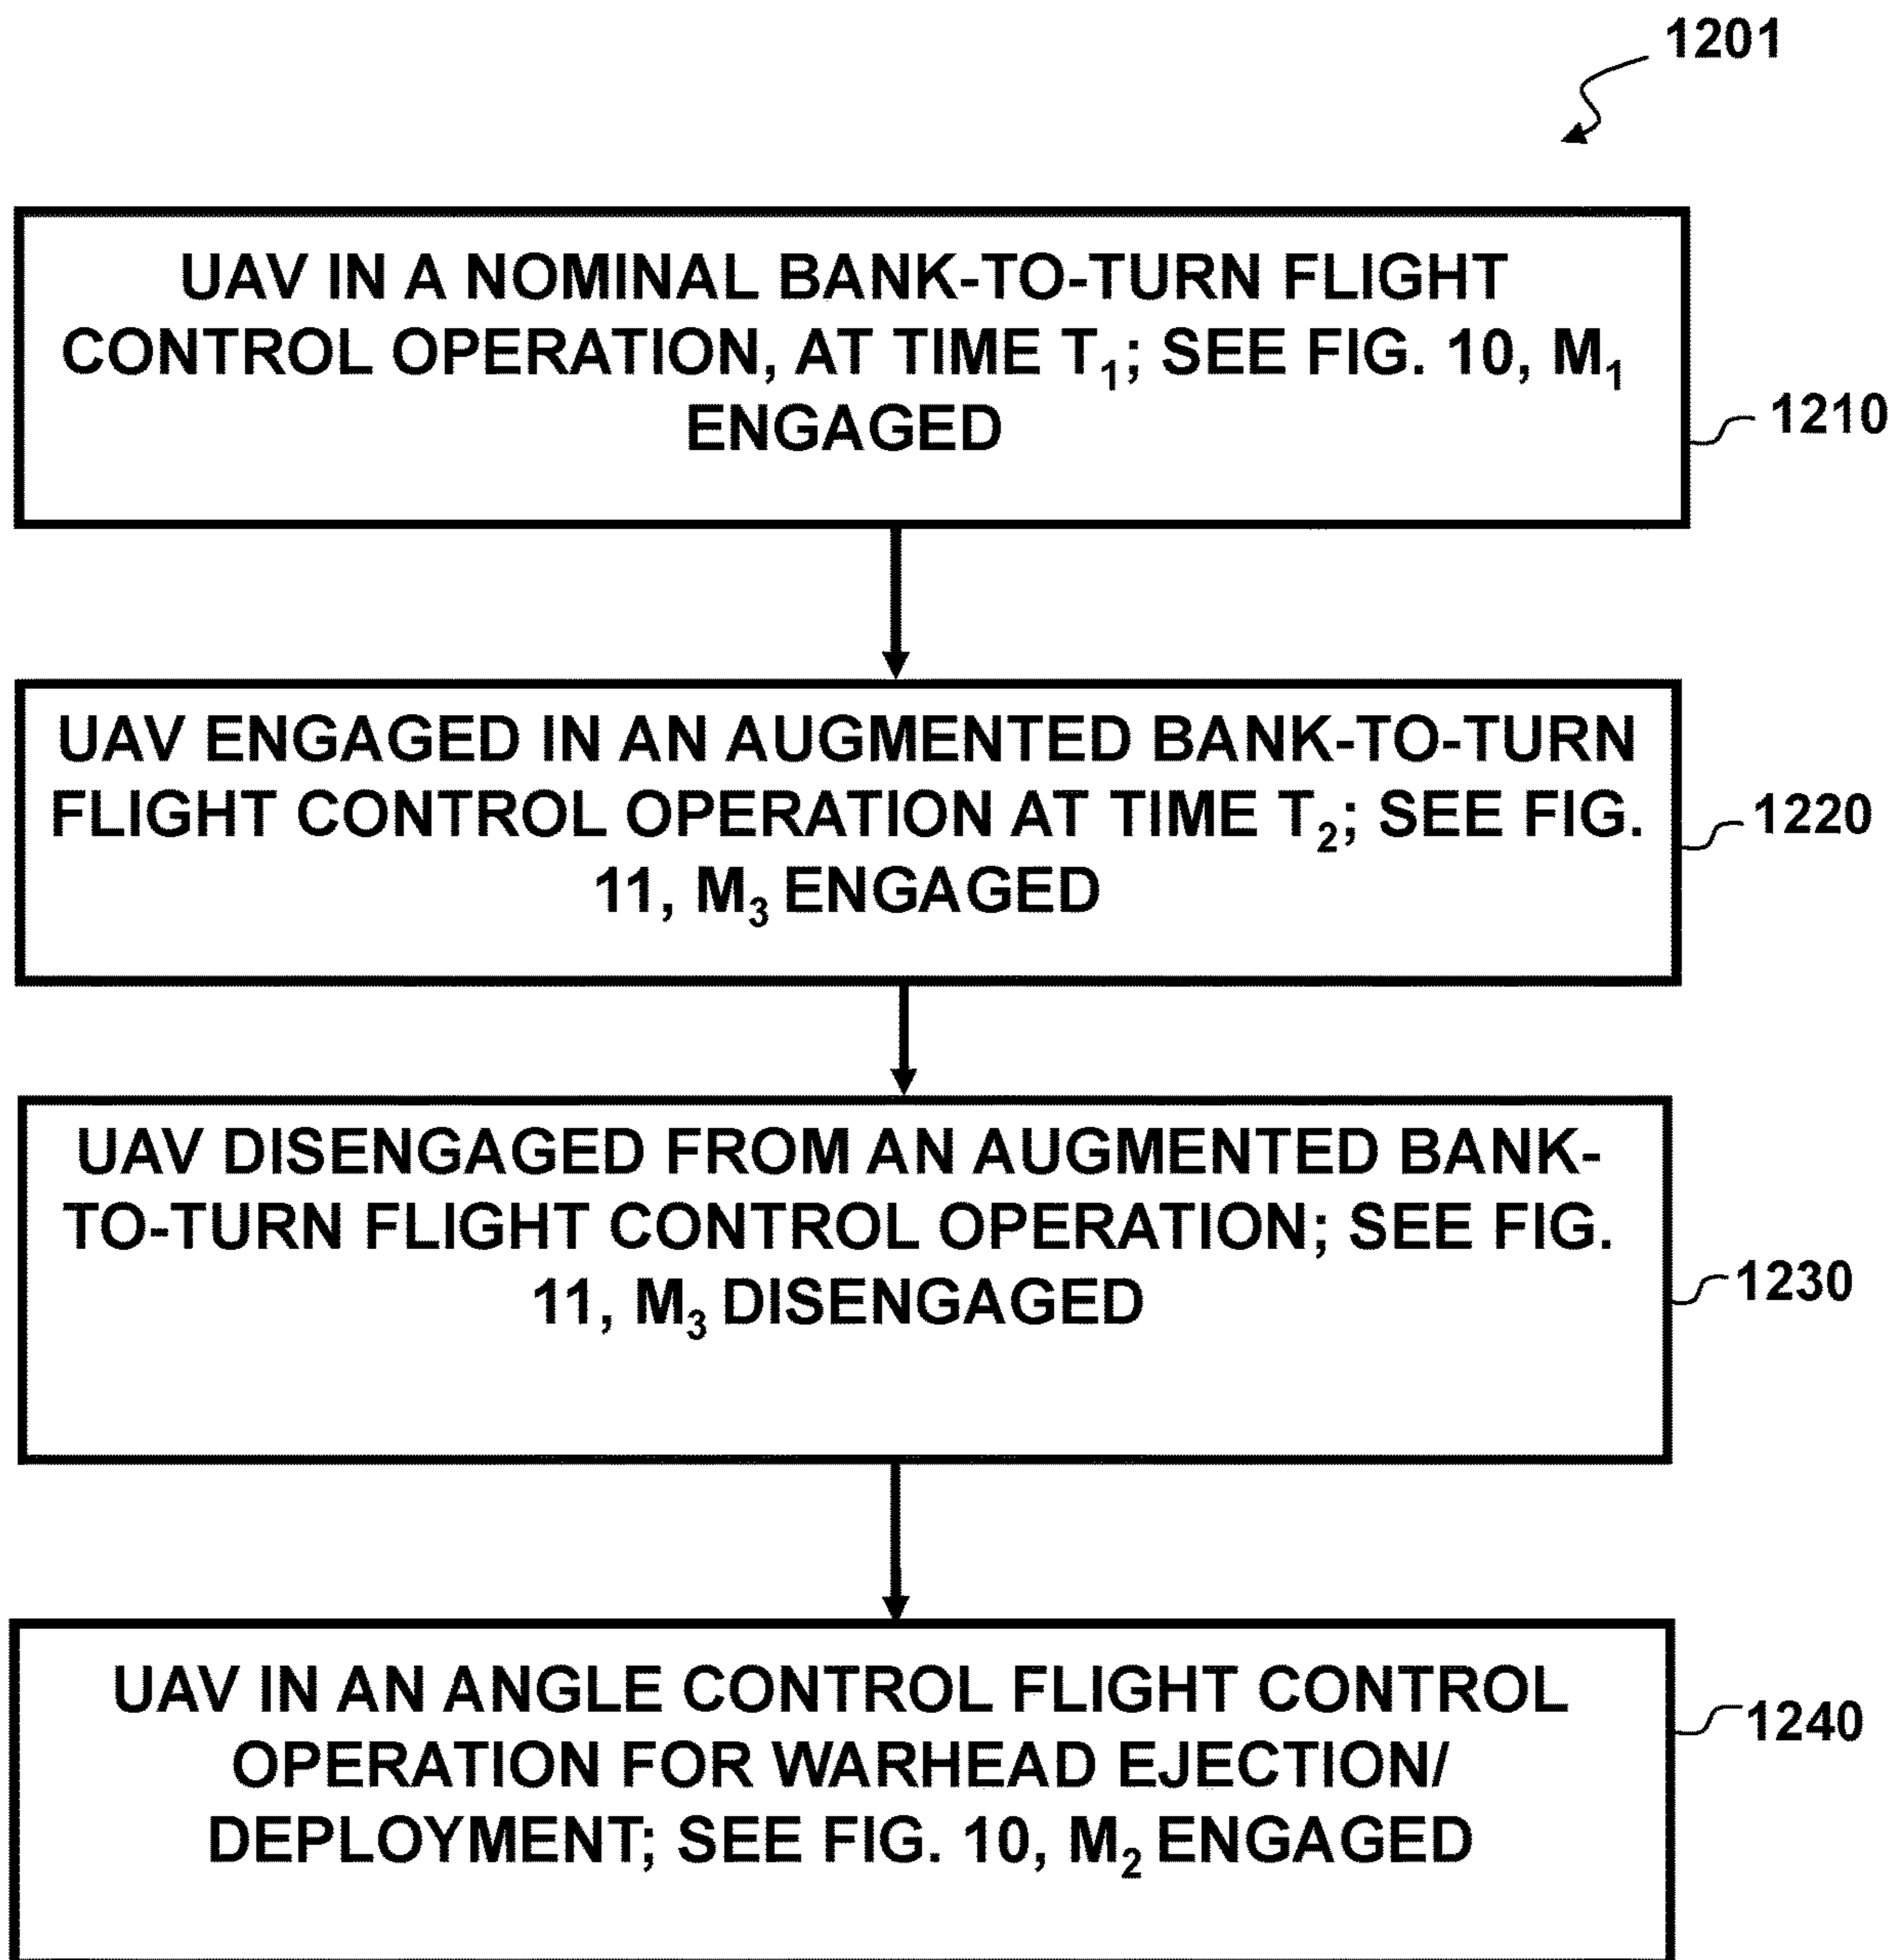 1201
UAV IN A NOMINAL BANK-TO-TURN FLIGHT
CONTROL OPERATION, AT TIME T₁; SEE FIG. 10, M₁
ENGAGED
1210
UAV ENGAGED IN AN AUGMENTED BANK-TO-TURN
FLIGHT CONTROL OPERATION AT TIME T₂; SEE FIG.
11, M₃ ENGAGED
1220
UAV DISENGAGED FROM AN AUGMENTED BANK-
TO-TURN FLIGHT CONTROL OPERATION; SEE FIG.
11, M₃ DISENGAGED
1230
UAV IN AN ANGLE CONTROL FLIGHT CONTROL
OPERATION FOR WARHEAD EJECTION/
DEPLOYMENT; SEE FIG. 10, M₂ ENGAGED
1240